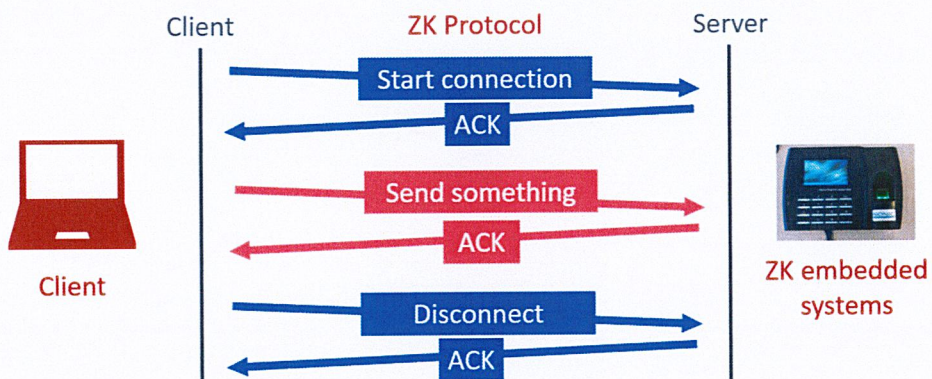 Client
ZK Protocol
Server
Start connection
ACK
Send something
ACK
Client
ZK embedded
systems
Disconnect
ACK